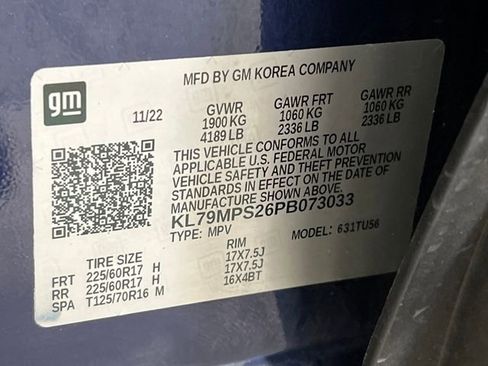 MFD BY GM KOREA COMPANY
gm
11/22 GVWR GAWR FRT GAWR RR
1900 KG 1060 KG 1060 KG
4189 LB 2336 LB 2336 LB
THIS VEHICLE CONFORMS TO ALL
APPLICABLE U.S. FEDERAL MOTOR
VEHICLE SAFETY AND THEFT PREVENTION
STANDARDS IN EFFECT ON THE DATE OF
MANUFACTURE SHOWN ABOVE.
KL79MPS26PB073033
TYPE: MPV MODEL: 631TU56
TIRE SIZE RIM
FRT 225/60R17 H 17X7.5J
RR 225/60R17 H 17X7.5J
SPA T125/70R16 M 16X4BT